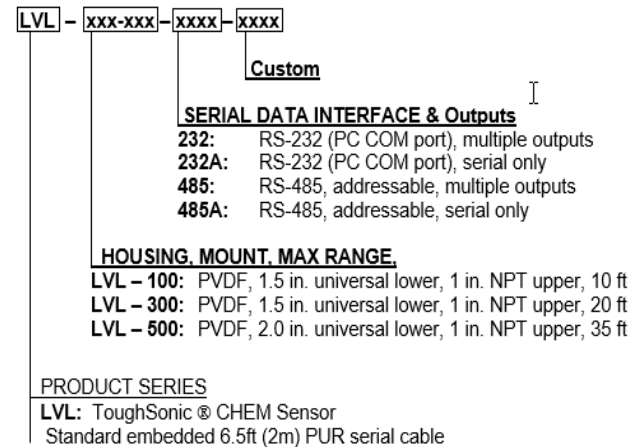 LVL – xxx-xxx – xxxx – xxxx
Custom
SERIAL DATA INTERFACE & Outputs
232: RS-232 (PC COM port), multiple outputs
232A: RS-232 (PC COM port), serial only
485: RS-485, addressable, multiple outputs
485A: RS-485, addressable, serial only
HOUSING, MOUNT, MAX RANGE,
LVL – 100: PVDF, 1.5 in. universal lower, 1 in. NPT upper, 10 ft
LVL – 300: PVDF, 1.5 in. universal lower, 1 in. NPT upper, 20 ft
LVL – 500: PVDF, 2.0 in. universal lower, 1 in. NPT upper, 35 ft
PRODUCT SERIES
LVL: ToughSonic ® CHEM Sensor
Standard embedded 6.5ft (2m) PUR serial cable